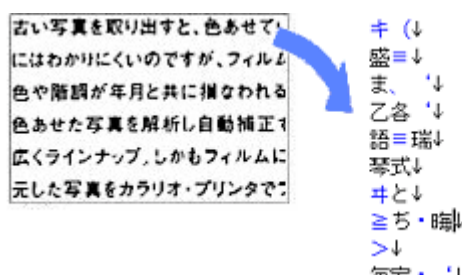 古い写真を取り出すと、色あせてい
にはわかりにくいのですが、フィルム
色や階調が年月と共に損なわれる
色あせた写真を解析し自動補正す
広くラインナップ。しかもフィルムに
元した写真をカラリオ・プリンタで
キ (↓
盛≡↓
ま、 ‘↓
乙各 ‘↓
語≡瑞↓
琴式↓
ヰと↓
≧ち・↓
>↓